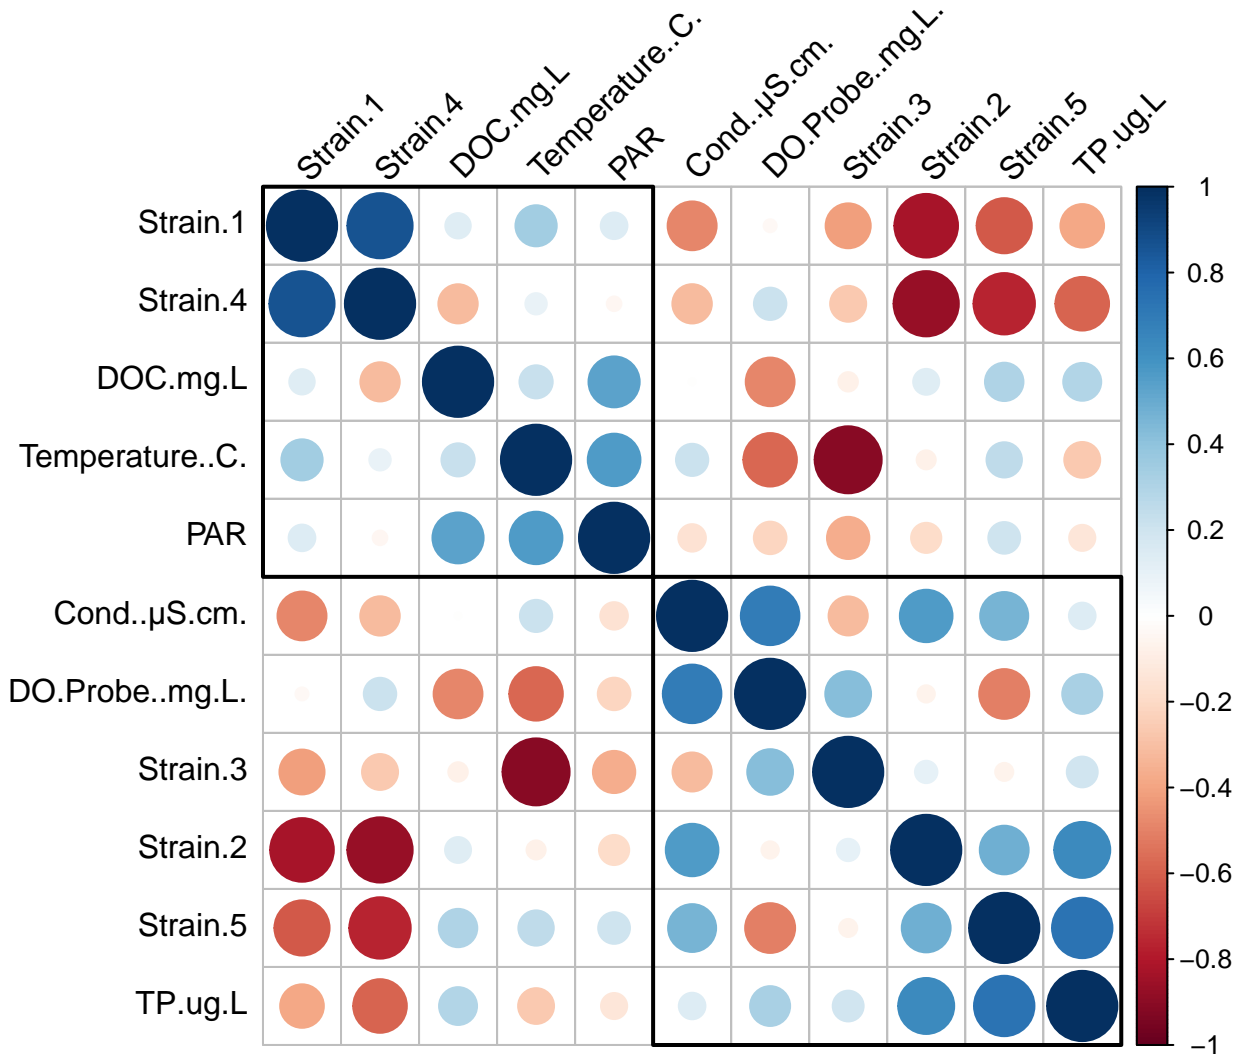 Strain.1
Strain.4
DOC.mg.L
Temperature..C.
PAR
Cond..µS.cm.
DO.Probe..mg.L.
Strain.3
Strain.2
Strain.5
TP.ug.L
Strain.1
Strain.4
DOC.mg.L
Temperature..C.
PAR
Cond..µS.cm.
DO.Probe..mg.L.
Strain.3
Strain.2
Strain.5
TP.ug.L
1
0.8
0.6
0.4
0.2
0
−0.2
−0.4
−0.6
−0.8
−1